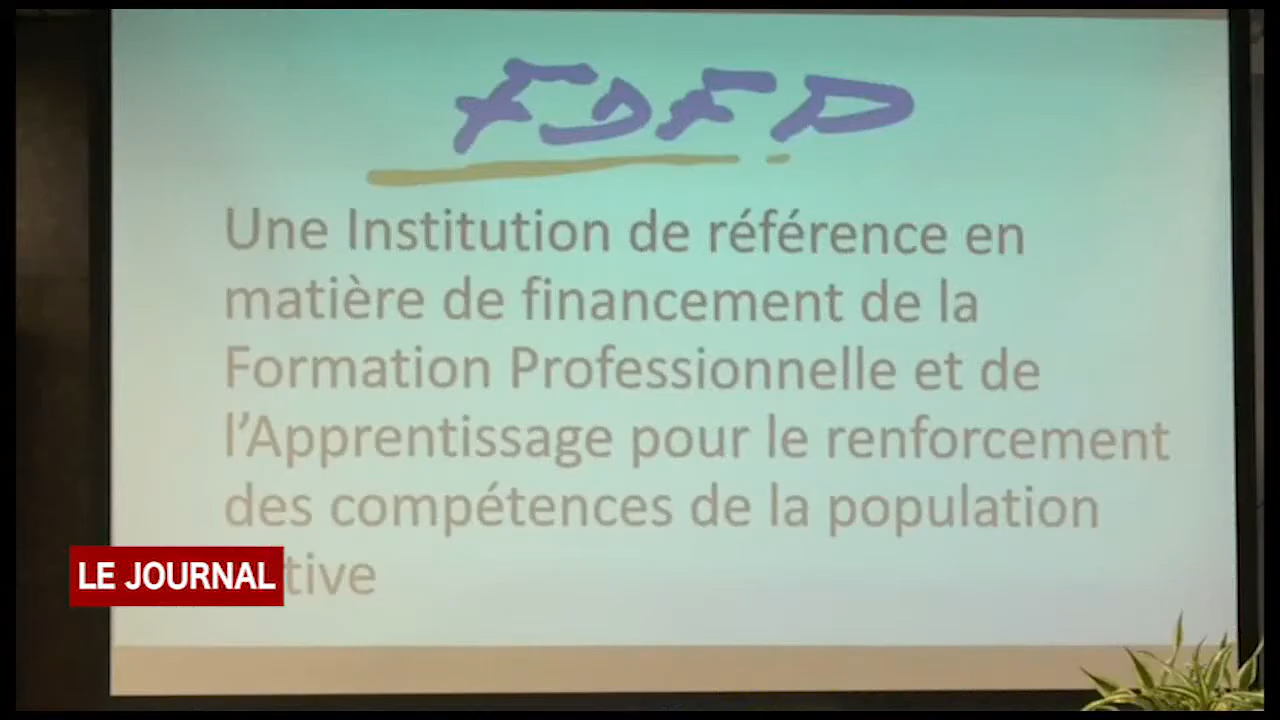 FDFP
Une Institution de référence en
matière de financement de la
Formation Professionnelle et de
l'Apprentissage pour le renforcement
des compétences de la population
tive
LE JOURNAL